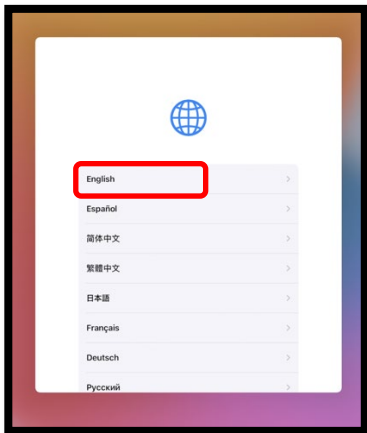 English
Español
简体中文
繁體中文
日本語
Français
Deutsch
Русский